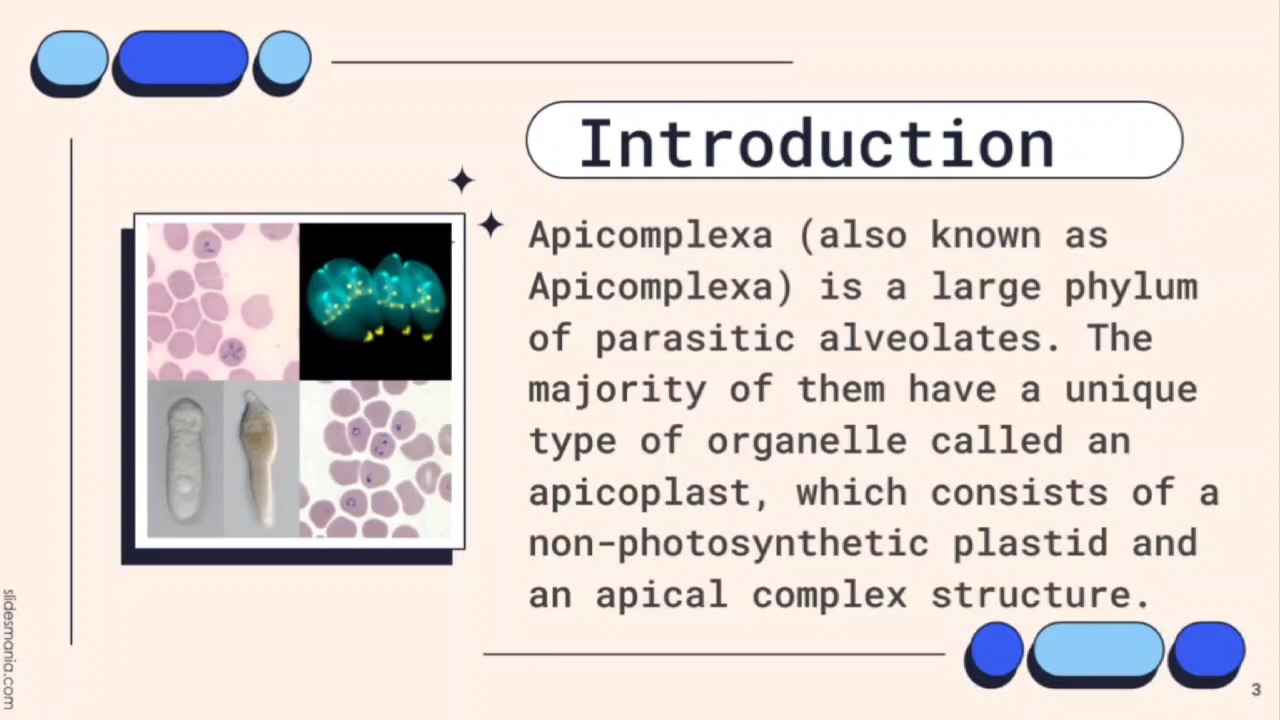 Introduction
Apicomplexa (also known as
Apicomplexa) is a large phylum
of parasitic alveolates. The
majority of them have a unique
type of organelle called an
apicoplast, which consists of a
non-photosynthetic plastid and
an apical complex structure.
slidesmania.com
3